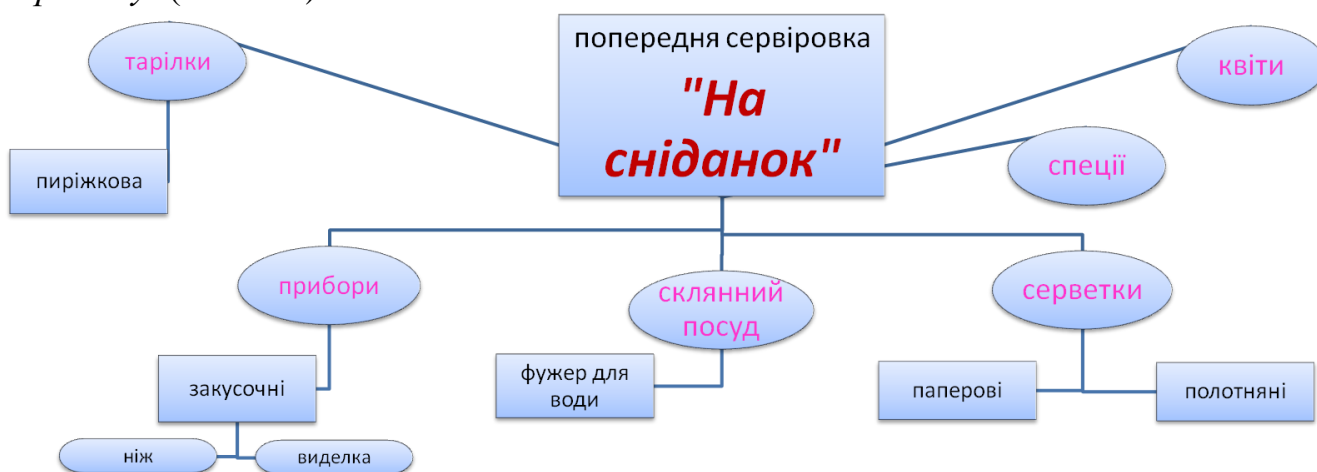 попередня сервіровка
"На
сніданок"
тарілки
квіти
спеції
пиріжкова
прибори
склянний
посуд
серветки
закусочні
фужер для
води
паперові
полотняні
ніж
виделка